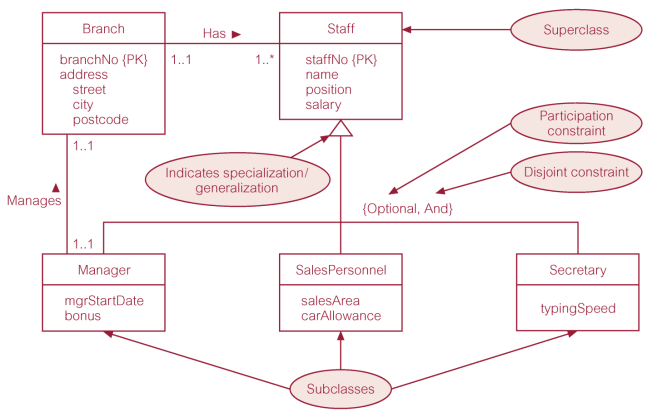 Branch
Has ►
Staff
Superclass
branchNo {PK}
address
street
city
postcode
1..1
1..*
staffNo {PK}
name
position
salary
1..1
Participation
constraint
Indicates specialization/
generalization
Disjoint constraint
▲
Manages
{Optional, And}
1..1
Manager
SalesPersonnel
Secretary
mgrStartDate
bonus
salesArea
carAllowance
typingSpeed
Subclasses